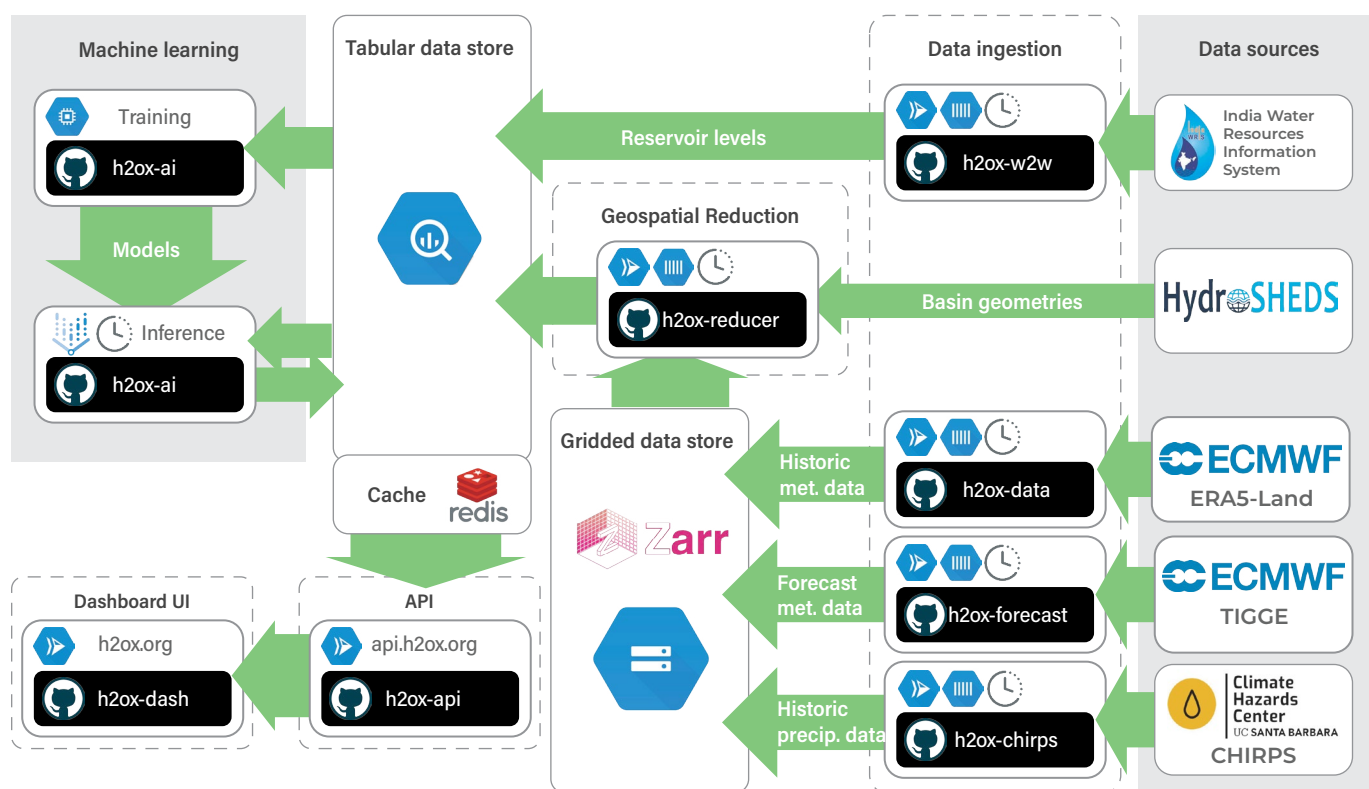 Machine learning
Training
h2ox-ai
Models
Inference
h2ox-ai
Tabular data store
Cache
redis
Reservoir levels
Geospatial Reduction
h2ox-reducer
Basin geometries
Gridded data store
Zarr
Historic
met. data
Forecast
met. data
Historic
precip. data
Data ingestion
h2ox-w2w
h2ox-data
h2ox-forecast
h2ox-chirps
Data sources
India Water
Resources
Information
System
HydroSHEDS
ECMWF
ERA5-Land
ECMWF
TIGGE
Climate
Hazards
Center
UC SANTA BARBARA
CHIRPS
Dashboard UI
h2ox.org
h2ox-dash
API
api.h2ox.org
h2ox-api